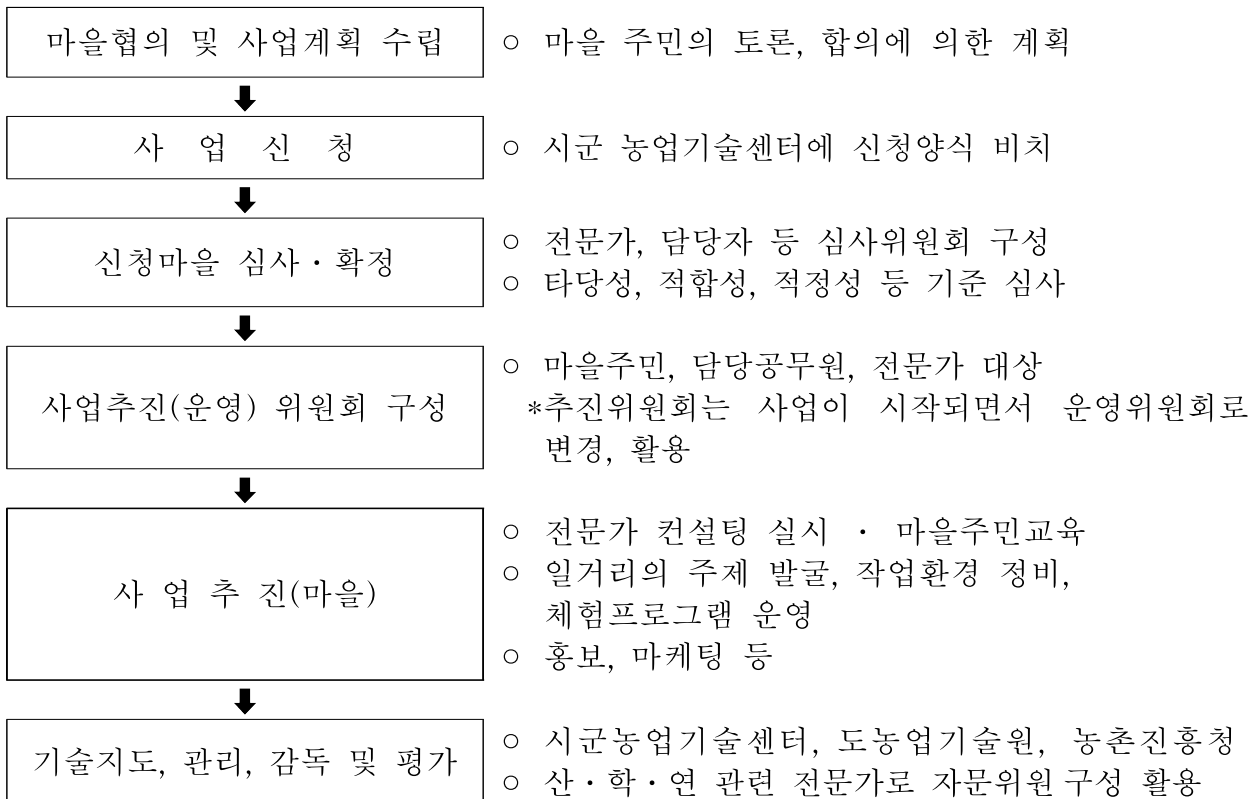 마을협의 및 사업계획 수립
○ 마을 주민의 토론, 합의에 의한 계획
사 업 신 청
○ 시군 농업기술센터에 신청양식 비치
신청마을 심사・확정
○ 전문가, 담당자 등 심사위원회 구성
○ 타당성, 적합성, 적정성 등 기준 심사
사업추진(운영) 위원회 구성
○ 마을주민, 담당공무원, 전문가 대상
*추진위원회는 사업이 시작되면서 운영위원회로
변경, 활용
사 업 추 진(마을)
○ 전문가 컨설팅 실시 ・ 마을주민교육
○ 일거리의 주제 발굴, 작업환경 정비,
체험프로그램 운영
○ 홍보, 마케팅 등
기술지도, 관리, 감독 및 평가
○ 시군농업기술센터, 도농업기술원, 농촌진흥청
○ 산・학・연 관련 전문가로 자문위원 구성 활용